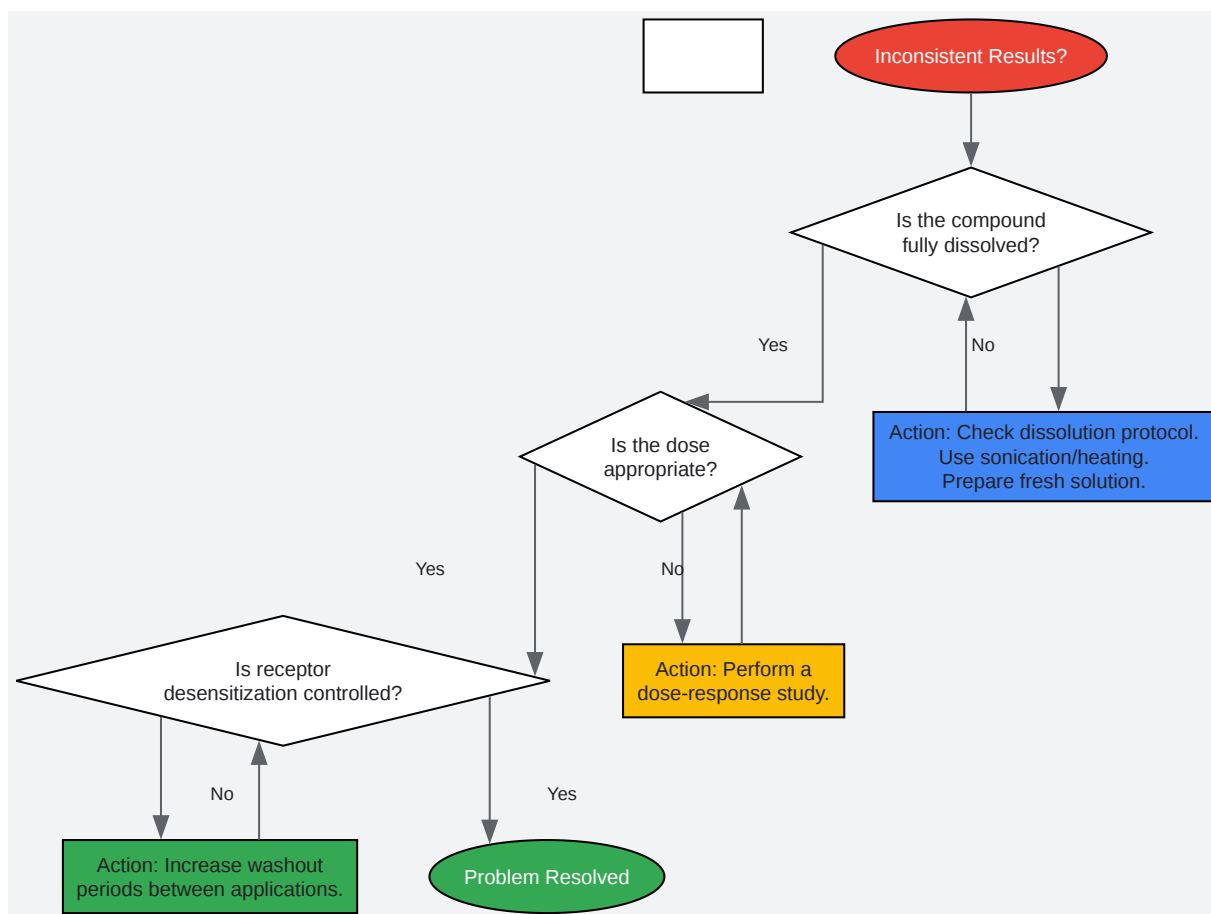 Inconsistent Results?
Is the compound
fully dissolved?
Yes
No
Action: Check dissolution protocol.
Use sonication/heating.
Prepare fresh solution.
Is the dose
appropriate?
Yes
No
Action: Perform a
dose-response study.
Is receptor
desensitization controlled?
No
Yes
Action: Increase washout
periods between applications.
Problem Resolved